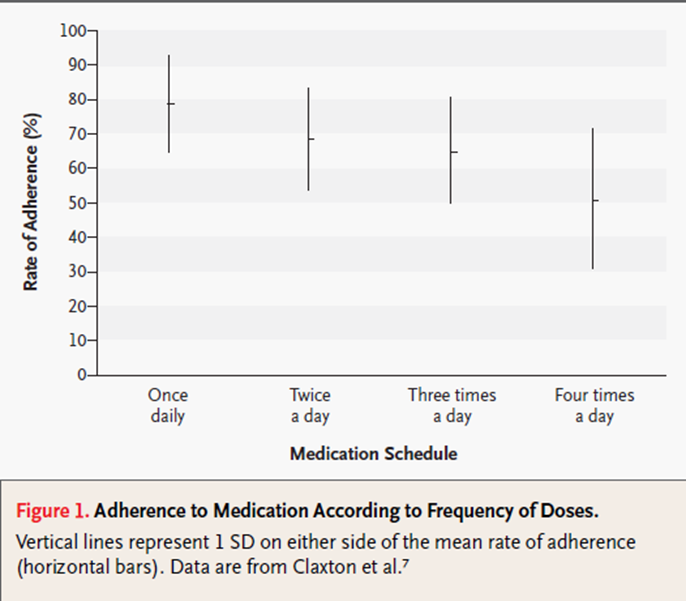 Rate of Adherence (%)
100
90
80
70
60
50
40
30
20
10
0
Once
daily
Twice
a day
Three times
a day
Four times
a day
Medication Schedule
Figure 1. Adherence to Medication According to Frequency of Doses.
Vertical lines represent 1 SD on either side of the mean rate of adherence
(horizontal bars). Data are from Claxton et al.⁷